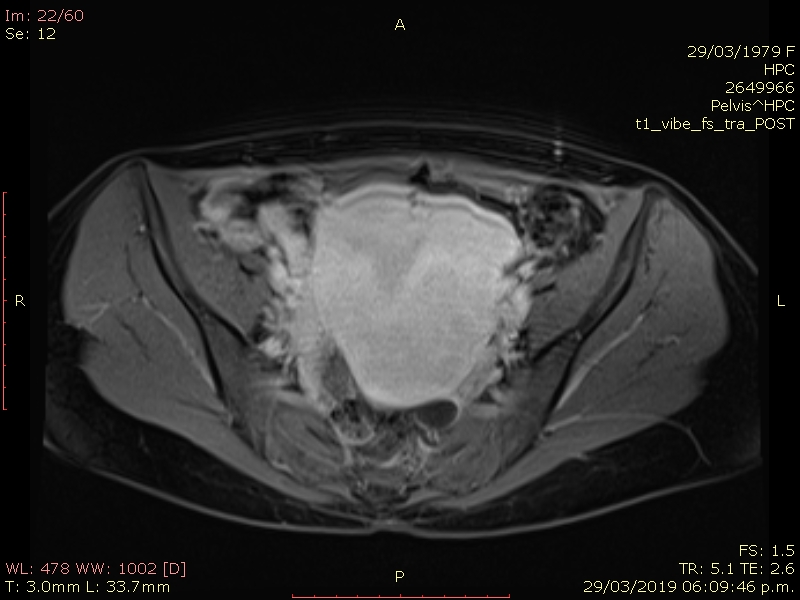 Im: 22/60
Se: 12
A
29/03/1979 F
HPC
2649966
Pelvis^HPC
t1_vibe_fs_tra_POST
R
L
WL: 478 WW: 1002 [D]
T: 3.0mm L: 33.7mm
P
FS: 1.5
TR: 5.1 TE: 2.6
29/03/2019 06:09:46 p.m.